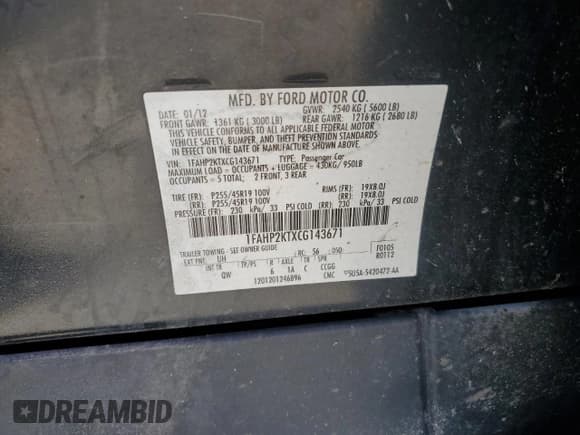 MFD. BY FORD MOTOR CO.
DATE: 01/12 GVWR: 2540 KG ( 5600 LB)
FRONT GAWR: 1361 KG ( 3000 LB) REAR GAWR: 1216 KG ( 2680 LB)
THIS VEHICLE CONFORMS TO ALL APPLICABLE FEDERAL MOTOR
VEHICLE SAFETY, BUMPER, AND THEFT PREVENTION STANDARDS
IN EFFECT ON THE DATE OF MANUFACTURE SHOWN ABOVE.
VIN: 1FAHP2KTXCG143671 TYPE: Passenger Car
MAXIMUM LOAD = OCCUPANTS + LUGGAGE = 430KG/ 950LB
OCCUPANTS = 5 TOTAL; 2 FRONT, 3 REAR
TIRE (FR): P255/45R19 100V RIMS (FR): 19X8.0J
(RR): P255/45R19 100V (RR): 19X8.0J
PRESSURE (FR): 230 kPa/ 33 PSI COLD (RR): 230 kPa/ 33 PSI COLD
1FAHP2KTXCG143671
TRAILER TOWING - SEE OWNER GUIDE
EXT PNT: UH RC: 56 DSO: F0105
INT TR TP/PS R AXLE TR SPR R0112
QW 6 1A C CCGG
1201201246896 CMC 5USA-5420472-AA
DREAMBID